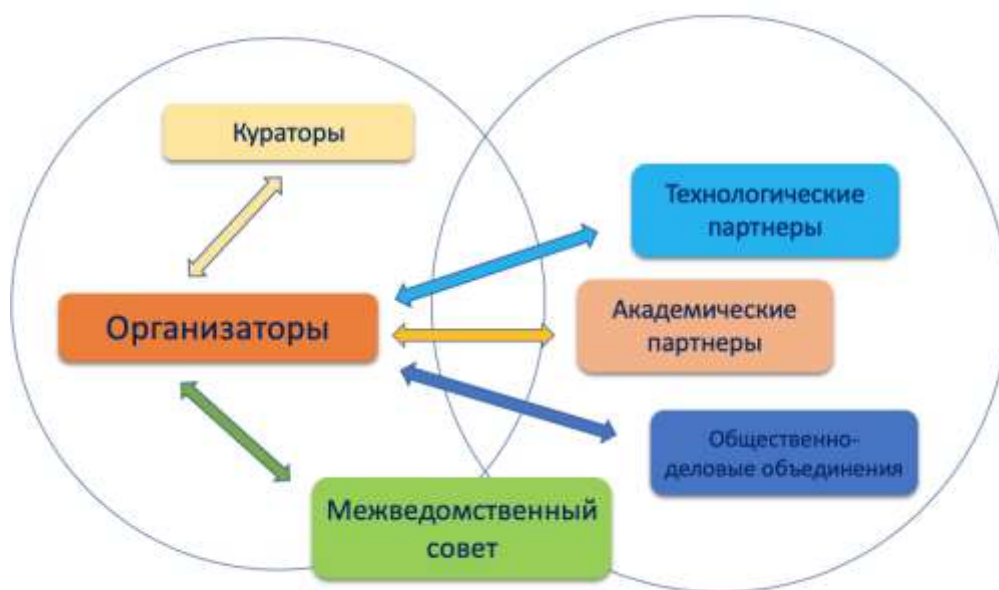 Кураторы
Технологические
партнеры
Организаторы
Академические
партнеры
Общественно-
деловые объединения
Межведомственный
совет